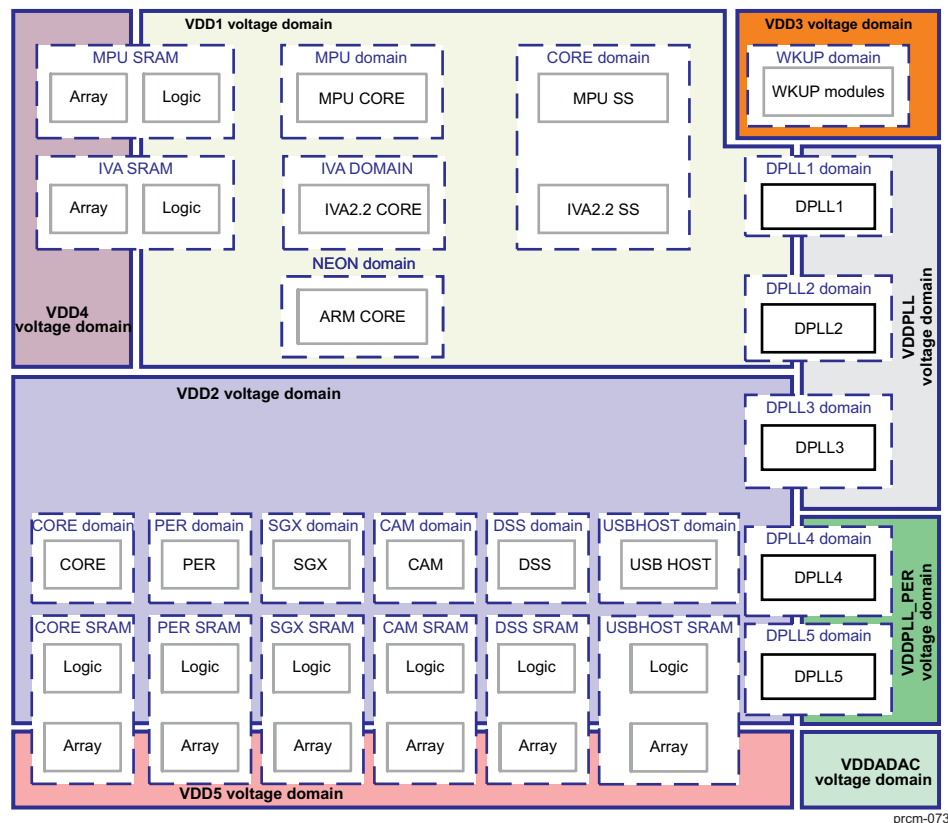 VDD1 voltage domain
VDD3 voltage domain
MPU SRAM
MPU domain
CORE domain
WKUP domain
Array
Logic
MPU CORE
MPU SS
WKUP modules
IVA SRAM
IVA DOMAIN
DPLL1 domain
Array
Logic
IVA2.2 CORE
IVA2.2 SS
DPLL1
NEON domain
ARM CORE
DPLL2 domain
DPLL2
VDD4
voltage domain
VDDPLL
voltage domain
VDD2 voltage domain
DPLL3 domain
DPLL3
CORE domain
PER domain
SGX domain
CAM domain
DSS domain
USBHOST domain
DPLL4 domain
CORE
PER
SGX
CAM
DSS
USB HOST
DPLL4
VDDPLL_PER
voltage domain
CORE SRAM
PER SRAM
SGX SRAM
CAM SRAM
DSS SRAM
USBHOST SRAM
DPLL5 domain
Logic
Logic
Logic
Logic
Logic
Logic
DPLL5
Array
Array
Array
Array
Array
Array
VDD5 voltage domain
VDDADAC
voltage domain
prcm-073